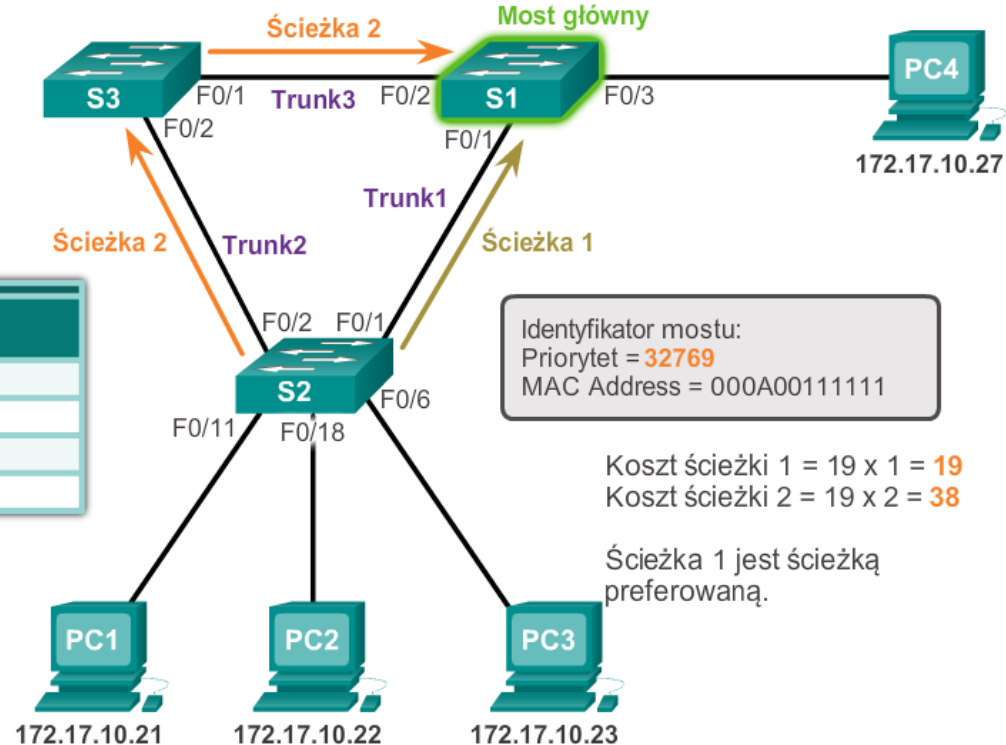 Most główny
Ścieżka 2
S3
S1
PC4
F0/1
Trunk3
F0/2
F0/3
F0/2
F0/1
172.17.10.27
Trunk1
Ścieżka 2
Trunk2
Ścieżka 1
F0/2
F0/1
S2
F0/6
F0/11
F0/18
Identyfikator mostu:
Priorytet = 32769
MAC Address = 000A00111111
Koszt ścieżki 1 = 19 x 1 = 19
Koszt ścieżki 2 = 19 x 2 = 38
Ścieżka 1 jest ścieżką
preferowaną.
PC1
PC2
PC3
172.17.10.21
172.17.10.22
172.17.10.23